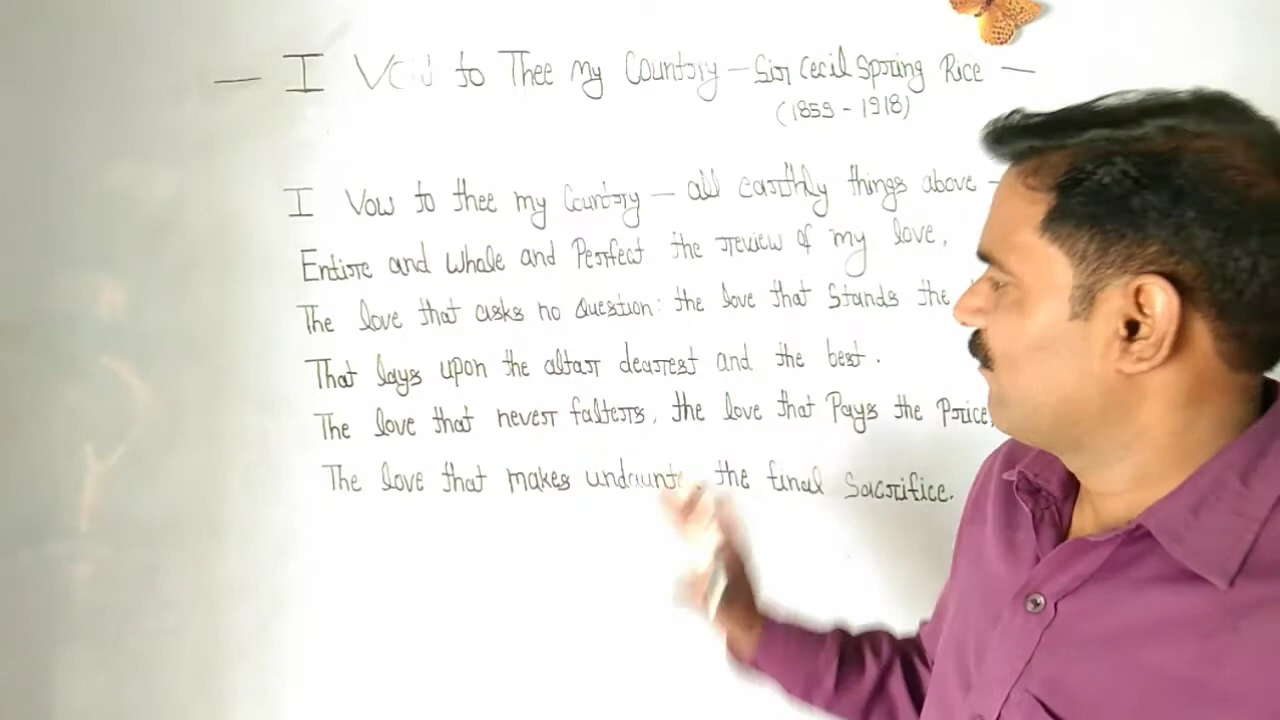 — I to Thee My Country — Sir Cecil Spring Rice —
(1859 - 1918)
I Vow to thee my Country — all earthly things above -
Entire and whole and Perfect the review of my love,
The love that asks no Question: the love that Stands the
That lays upon the altar dearest and the best.
The love that never falters, the love that Pays the Price,
The love that makes the final Sacrifice.